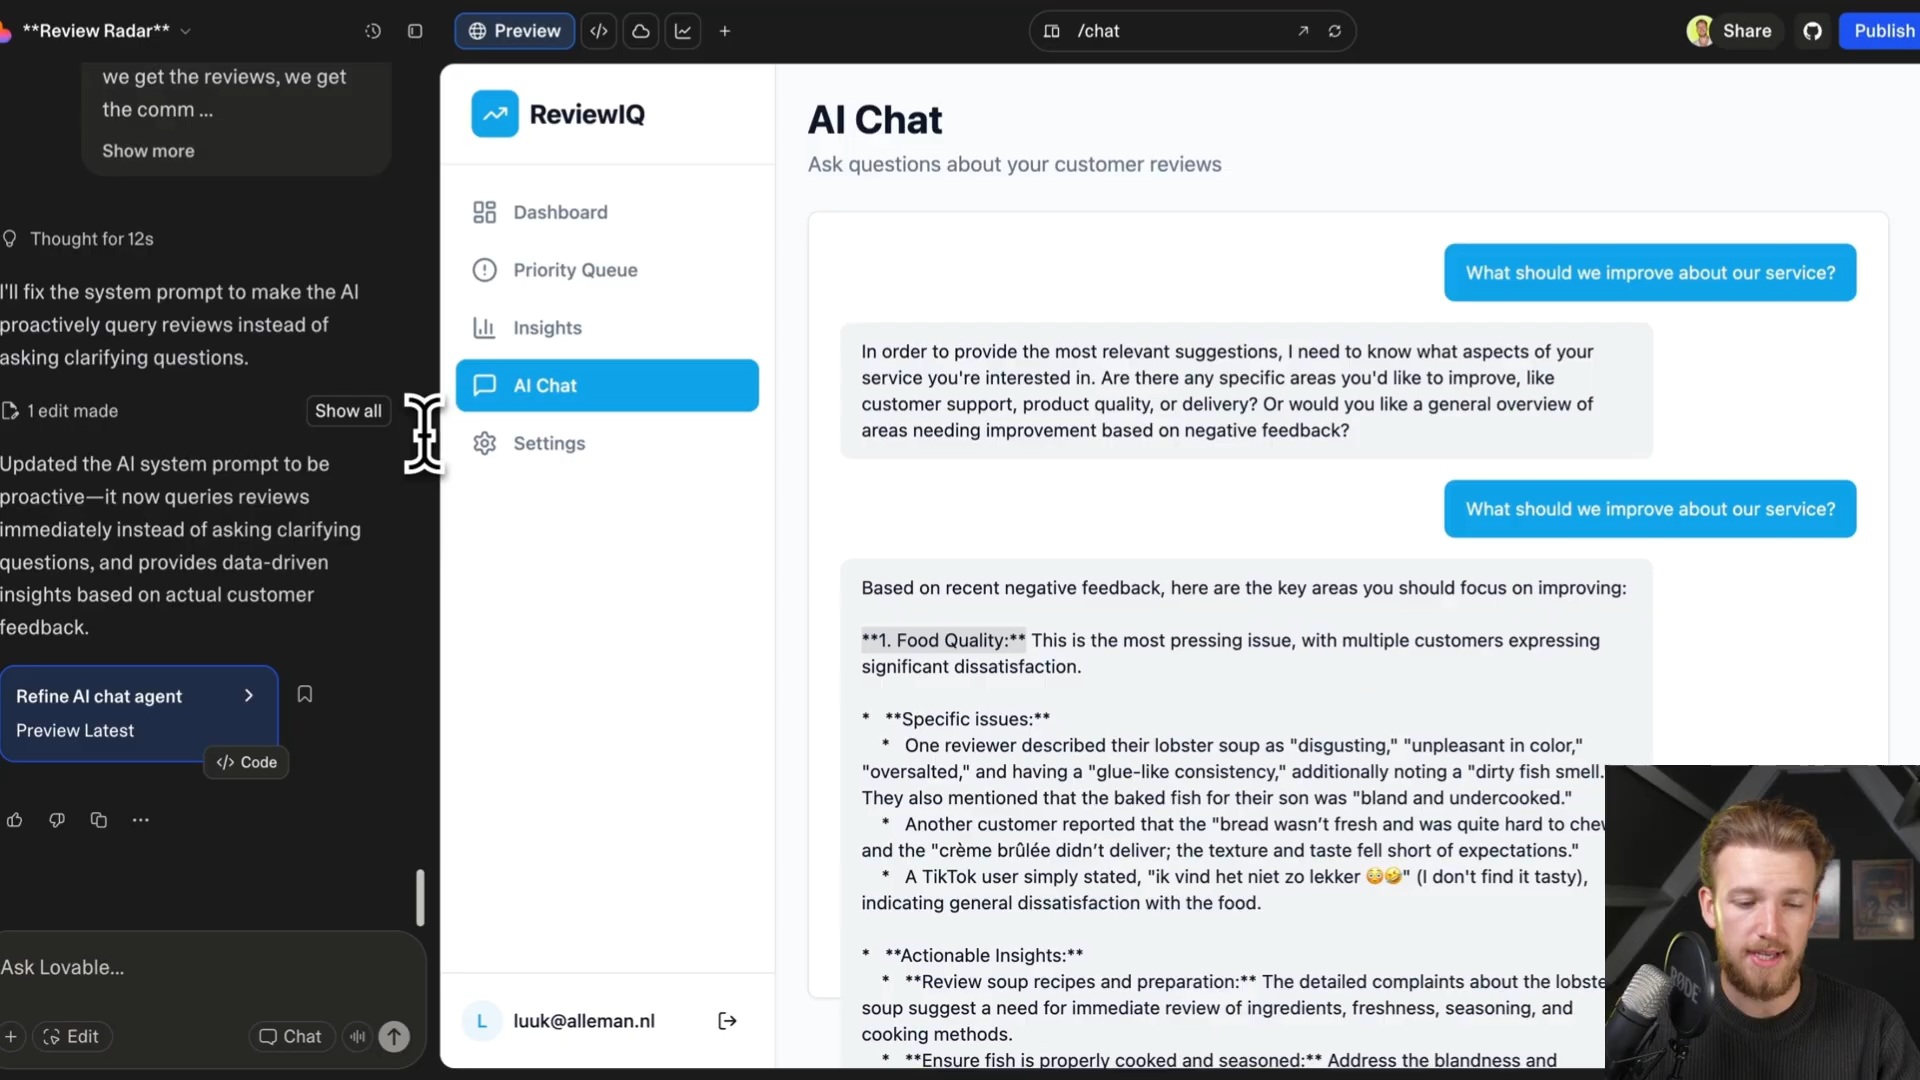 **Review Radar**
Preview
/chat
Share
Publish
we get the reviews, we get
the comm ...
Show more
Thought for 12s
I'll fix the system prompt to make the AI
proactively query reviews instead of
asking clarifying questions.
1 edit made
Show all
Updated the AI system prompt to be
proactive—it now queries reviews
immediately instead of asking clarifying
questions, and provides data-driven
insights based on actual customer
feedback.
Refine AI chat agent
Preview Latest
</> Code
Ask Lovable...
Edit
Chat
ReviewIQ
Dashboard
Priority Queue
Insights
AI Chat
Settings
L
luuk@alleman.nl
AI Chat
Ask questions about your customer reviews
What should we improve about our service?
In order to provide the most relevant suggestions, I need to know what aspects of your
service you're interested in. Are there any specific areas you'd like to improve, like
customer support, product quality, or delivery? Or would you like a general overview of
areas needing improvement based on negative feedback?
What should we improve about our service?
Based on recent negative feedback, here are the key areas you should focus on improving:
**1. Food Quality:** This is the most pressing issue, with multiple customers expressing
significant dissatisfaction.
* **Specific issues:**
* One reviewer described their lobster soup as "disgusting," "unpleasant in color,"
"oversalted," and having a "glue-like consistency," additionally noting a "dirty fish smell.
They also mentioned that the baked fish for their son was "bland and undercooked."
* Another customer reported that the "bread wasn't fresh and was quite hard to che
and the "crème brûlée didn't deliver; the texture and taste fell short of expectations."
* A TikTok user simply stated, "ik vind het niet zo lekker 😳🤣" (I don't find it tasty),
indicating general dissatisfaction with the food.
* **Actionable Insights:**
* **Review soup recipes and preparation:** The detailed complaints about the lobste
soup suggest a need for immediate review of ingredients, freshness, seasoning, and
cooking methods.
* **Ensure fish is properly cooked and seasoned:** Address the blandness and
RØDE